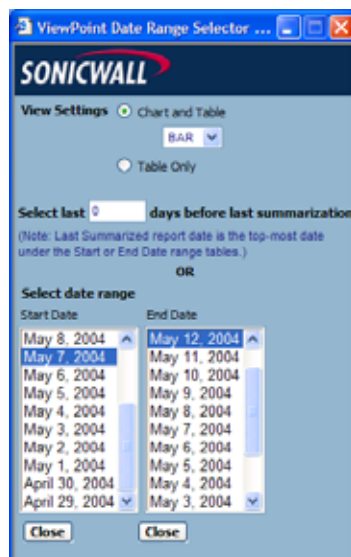 ViewPoint Date Range Selector ...
SONICWALL
View Settings Chart and Table
BAR
Table Only
Select last 0 days before last summarization
(Note: Last Summarized report date is the top-most date
under the Start or End Date range tables.)
OR
Select date range
Start Date End Date
May 8, 2004 May 12, 2004
May 7, 2004 May 11, 2004
May 6, 2004 May 10, 2004
May 5, 2004 May 9, 2004
May 4, 2004 May 8, 2004
May 3, 2004 May 7, 2004
May 2, 2004 May 6, 2004
May 1, 2004 May 5, 2004
April 30, 2004 May 4, 2004
April 29, 2004 May 3, 2004
Close Close